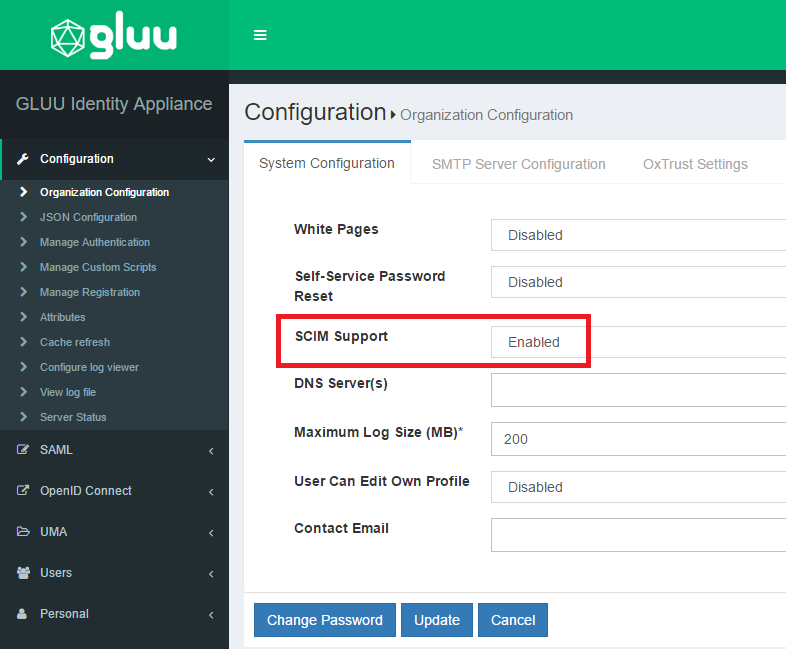 gluu
GLUU Identity Appliance
Configuration
Organization Configuration
JSON Configuration
Manage Authentication
Manage Custom Scripts
Manage Registration
Attributes
Cache refresh
Configure log viewer
View log file
Server Status
SAML
OpenID Connect
UMA
Users
Personal
Configuration Organization Configuration
System Configuration SMTP Server Configuration OxTrust Settings
White Pages Disabled
Self-Service Password
Reset Disabled
SCIM Support Enabled
DNS Server(s)
Maximum Log Size (MB)* 200
User Can Edit Own Profile Disabled
Contact Email
Change Password Update Cancel